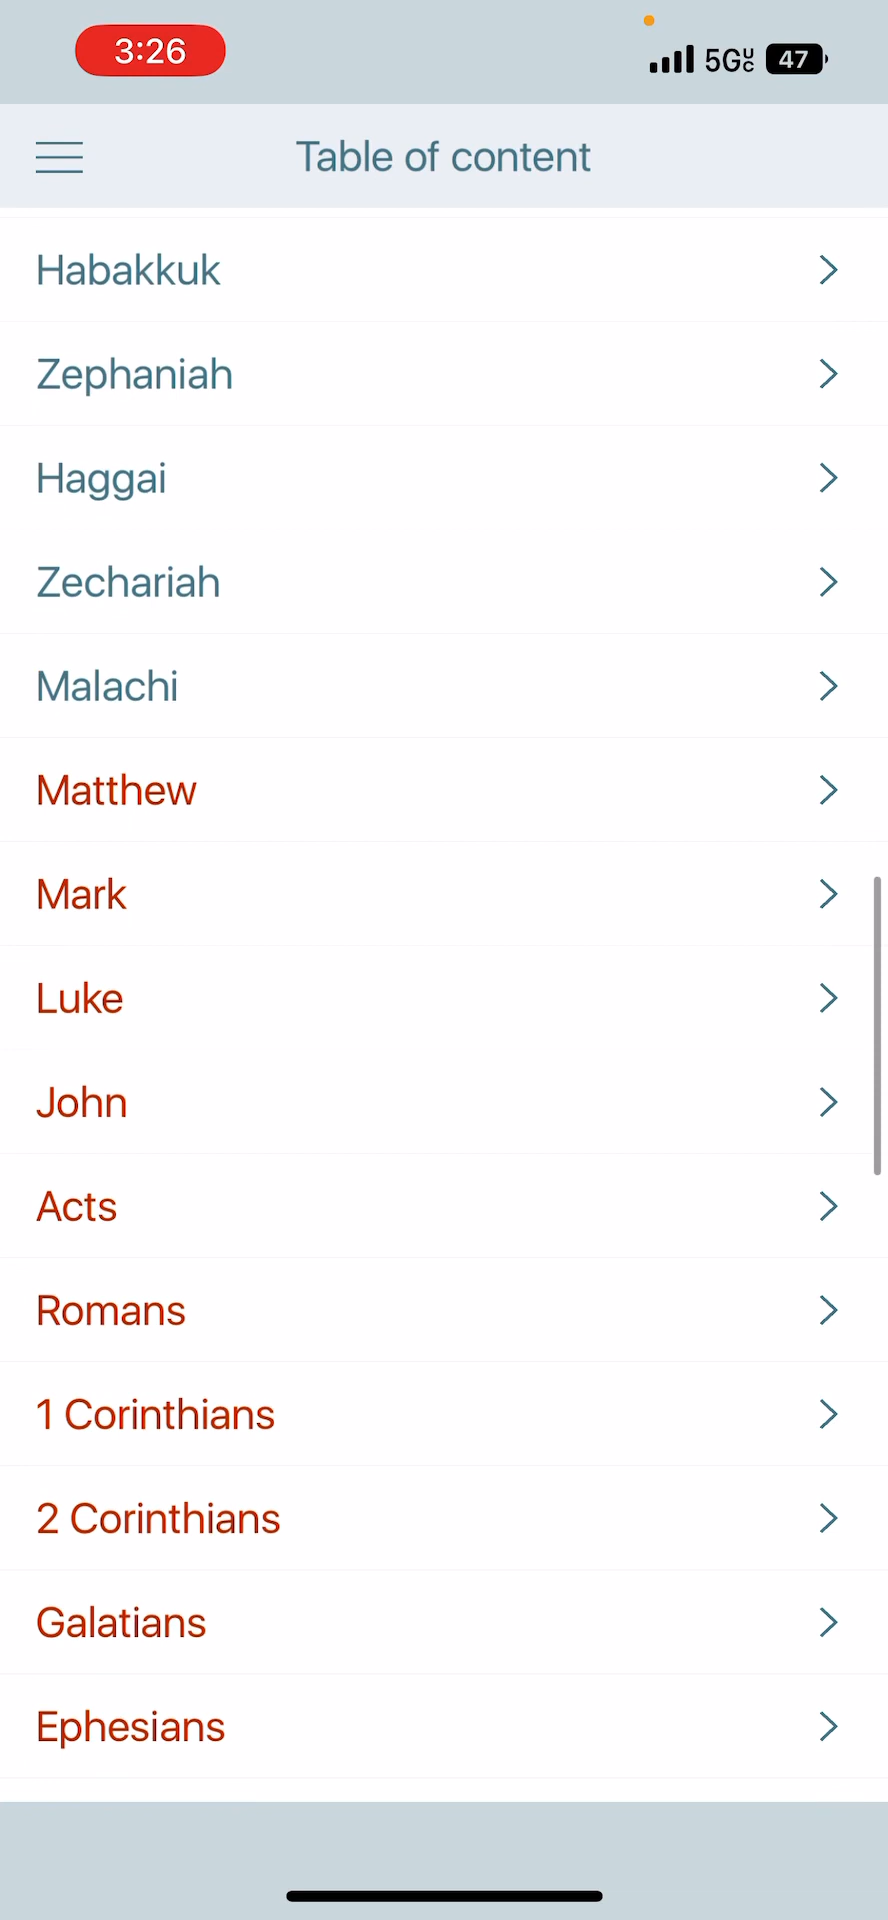 3:26
5G UC 47
Table of content
Habakkuk
Zephaniah
Haggai
Zechariah
Malachi
Matthew
Mark
Luke
John
Acts
Romans
1 Corinthians
2 Corinthians
Galatians
Ephesians